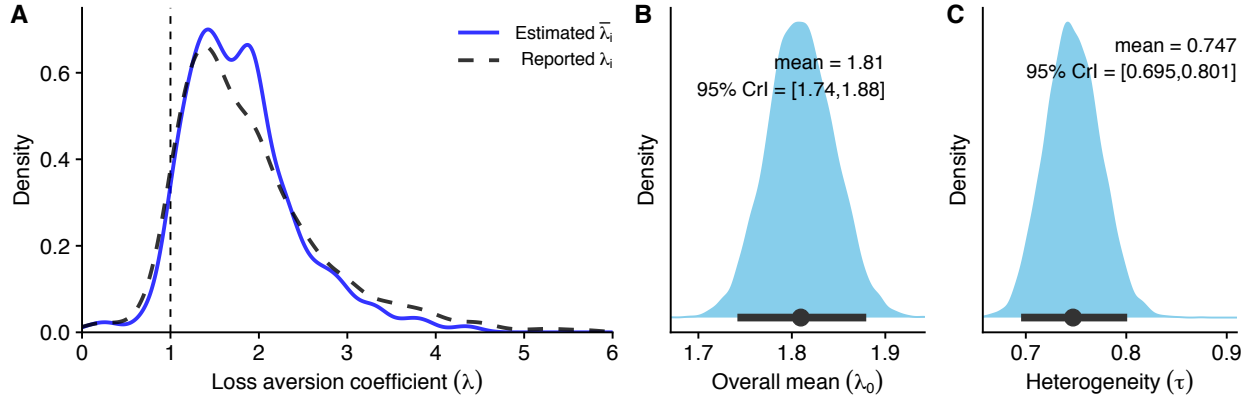 A
Estimated λ̄ᵢ
Reported λᵢ
Density
0.0
0.2
0.4
0.6
0
1
2
3
4
5
6
Loss aversion coefficient (λ)
B
mean = 1.81
95% CrI = [1.74,1.88]
Density
1.7
1.8
1.9
Overall mean (λ₀)
C
mean = 0.747
95% CrI = [0.695,0.801]
Density
0.7
0.8
0.9
Heterogeneity (τ)